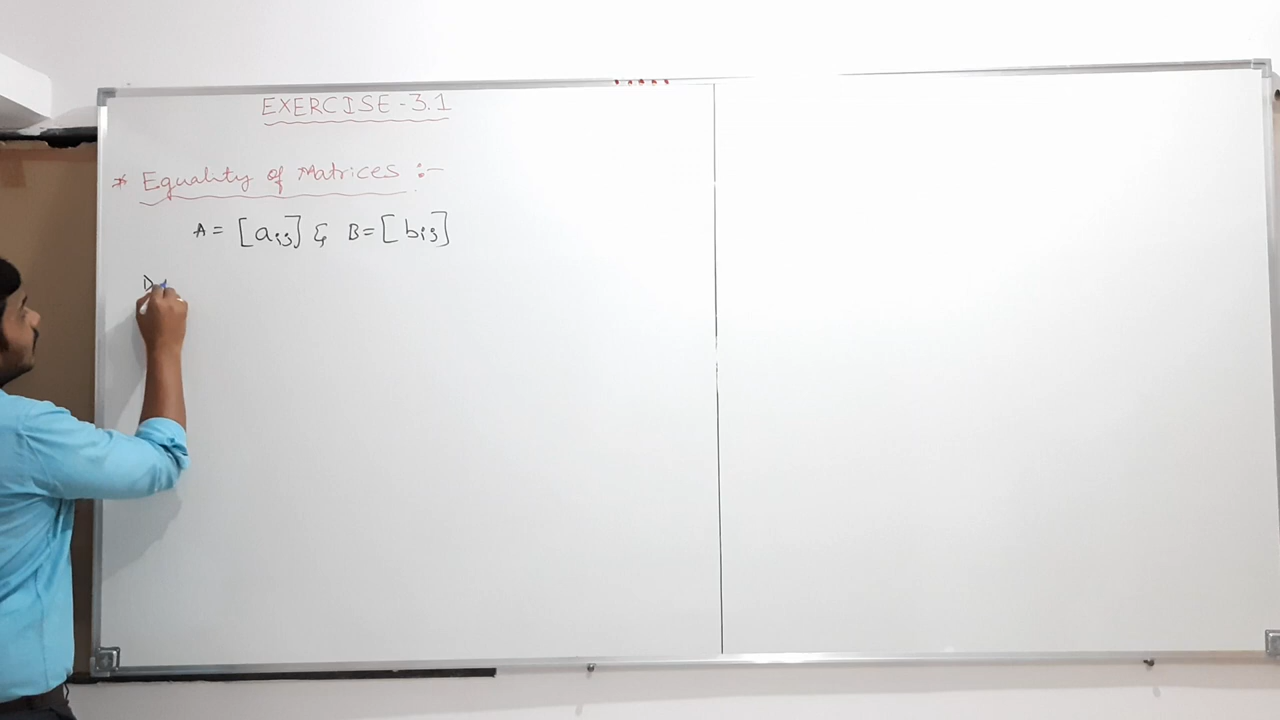 EXERCISE-3.1
* Equality of Matrices :-
A = [aij] & B = [bij]